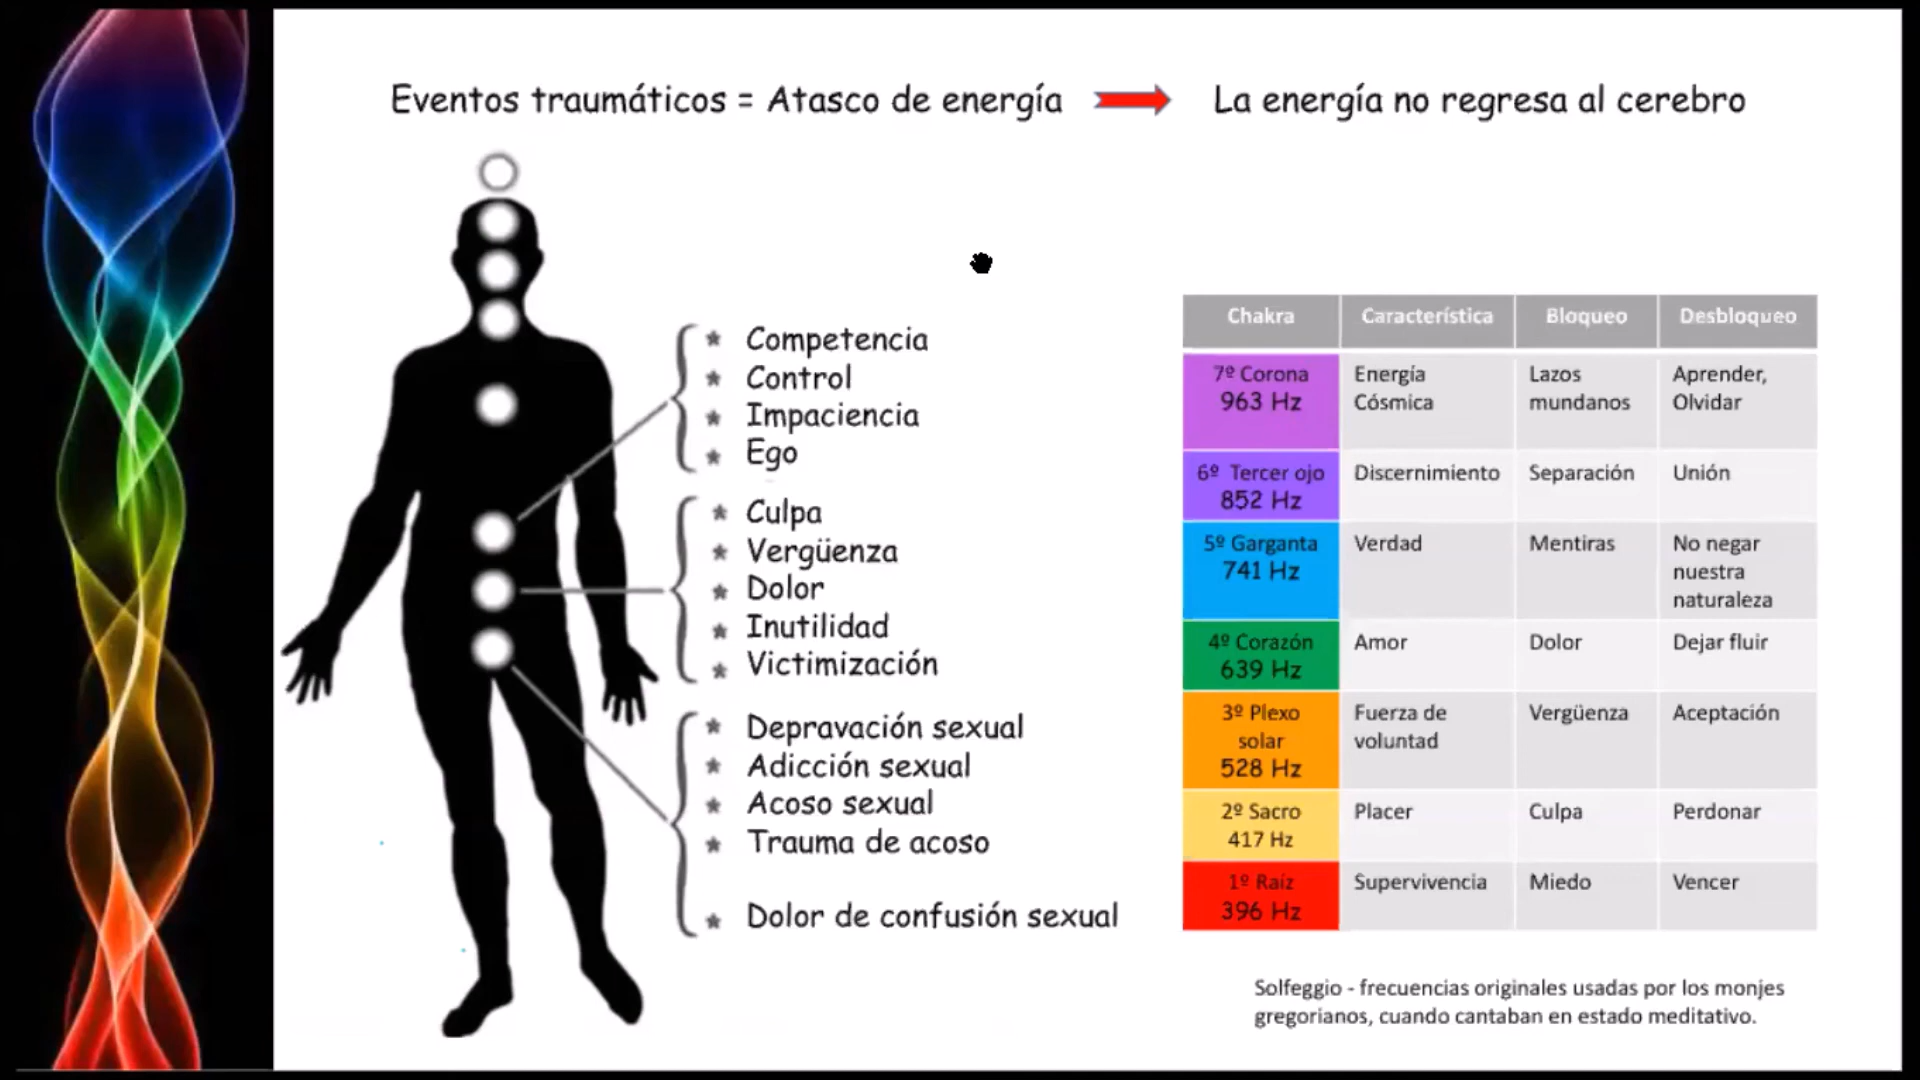 Eventos traumáticos = Atasco de energía
La energía no regresa al cerebro
* Competencia
* Control
* Impaciencia
* Ego
* Culpa
* Vergüenza
* Dolor
* Inutilidad
* Victimización
* Depravación sexual
* Adicción sexual
* Acoso sexual
* Trauma de acoso
* Dolor de confusión sexual
Chakra Característica Bloqueo Desbloqueo
7º Corona
963 Hz
Energía
Cósmica
Lazos
mundanos
Aprender,
Olvidar
6º Tercer ojo
852 Hz
Discernimiento
Separación
Unión
5º Garganta
741 Hz
Verdad
Mentiras
No negar
nuestra
naturaleza
4º Corazón
639 Hz
Amor
Dolor
Dejar fluir
3º Plexo
solar
528 Hz
Fuerza de
voluntad
Vergüenza
Aceptación
2º Sacro
417 Hz
Placer
Culpa
Perdonar
1º Raíz
396 Hz
Supervivencia
Miedo
Vencer
Solfeggio - frecuencias originales usadas por los monjes
gregorianos, cuando cantaban en estado meditativo.